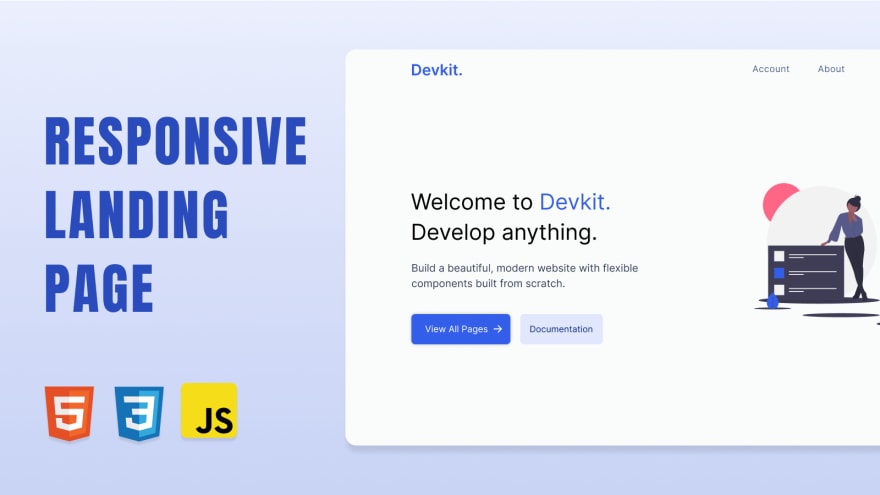 RESPONSIVE
LANDING
PAGE
5
3
JS
Devkit.
Account
About
Welcome to Devkit.
Develop anything.
Build a beautiful, modern website with flexible
components built from scratch.
View All Pages →
Documentation